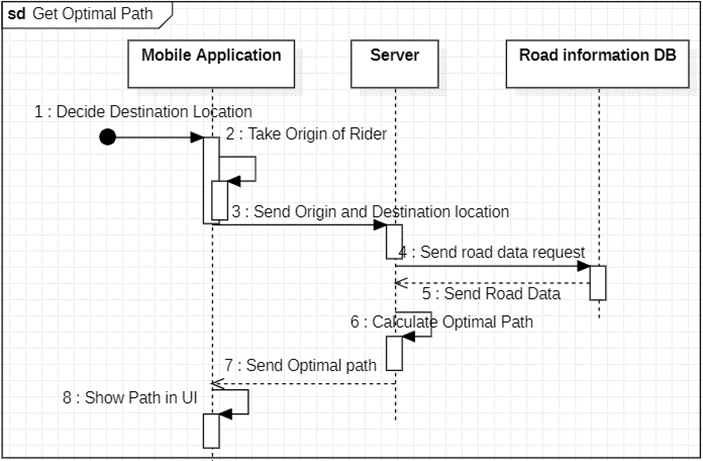 sd Get Optimal Path
Mobile Application
Server
Road information DB
1 : Decide Destination Location
2 : Take Origin of Rider
3 : Send Origin and Destination location
4 : Send road data request
5 : Send Road Data
6 : Calculate Optimal Path
7 : Send Optimal path
8 : Show Path in UI